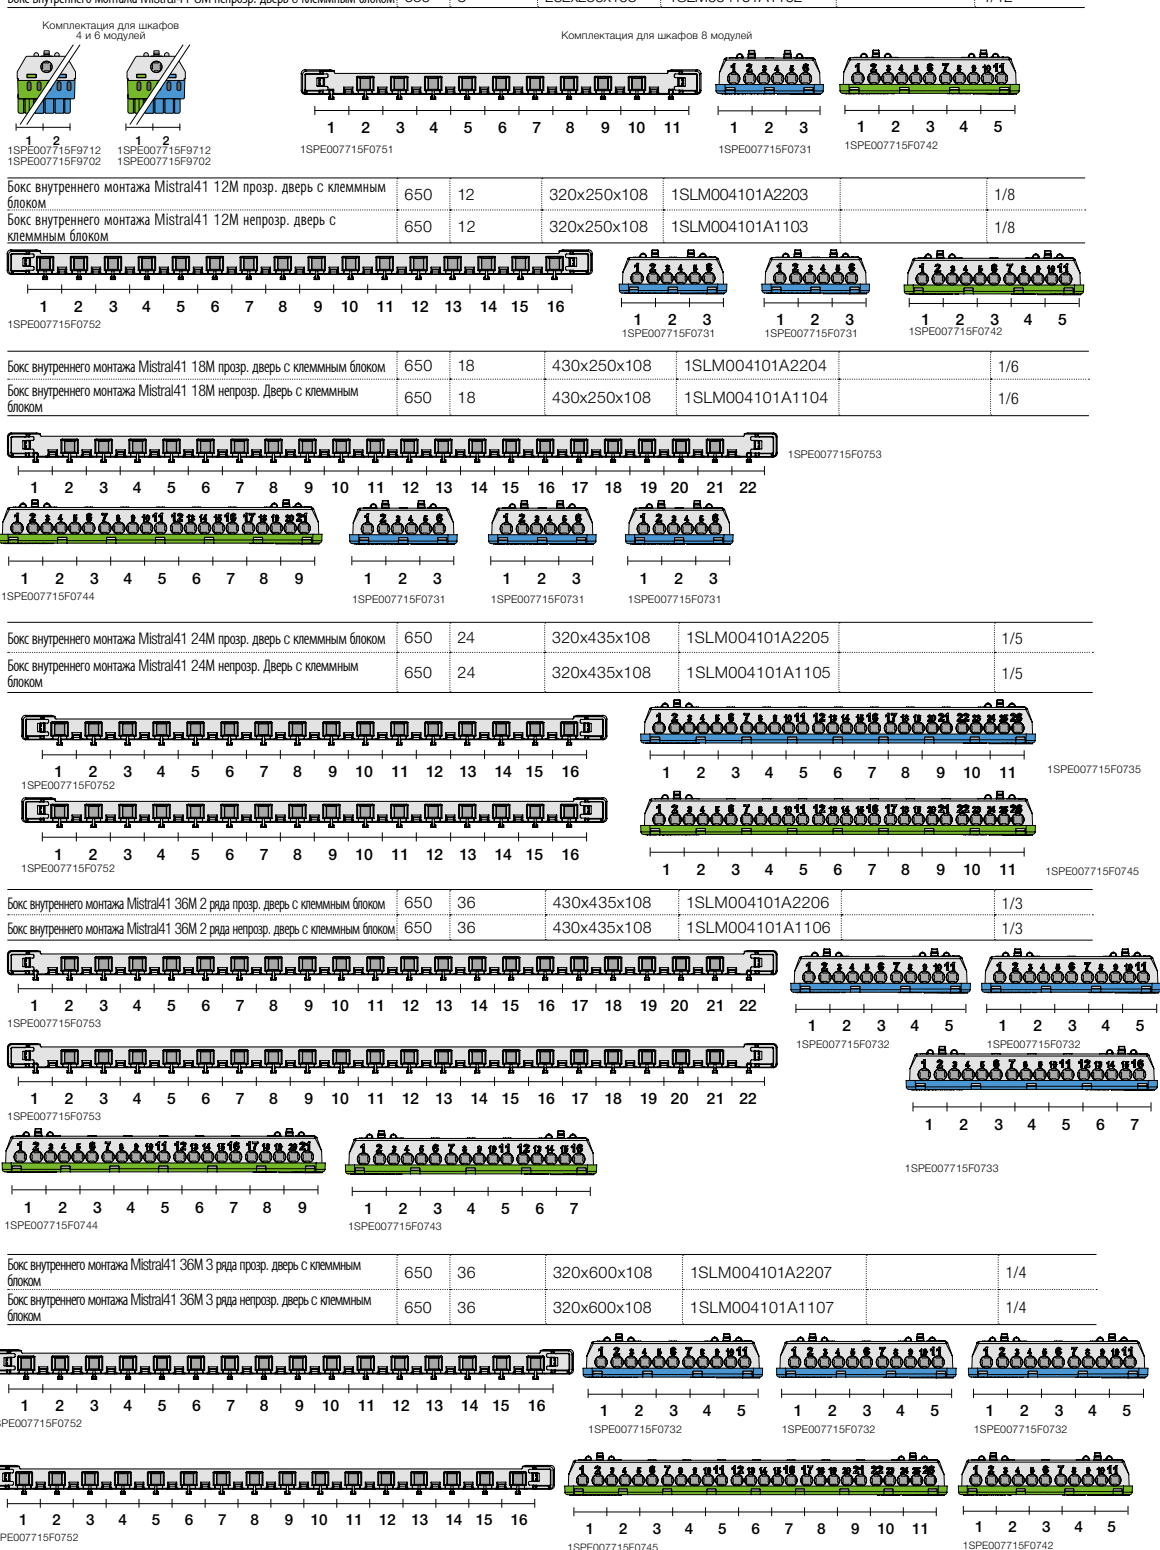 Комплектация для шкафов
4 и 6 модулей
Комплектация для шкафов 8 модулей
1 2
1SPE007715F9712
1SPE007715F9702
1 2
1SPE007715F9712
1SPE007715F9702
1 2 3 4 5 6 7 8 9 10 11
1SPE007715F0751
1 2 3
1SPE007715F0731
1 2 3 4 5
1SPE007715F0742
Бокс внутреннего монтажа Mistral41 12М прозр. дверь с клеммным блоком 650 12 320x250x108 1SLM004101A2203 1/8
Бокс внутреннего монтажа Mistral41 12М непрозр. дверь с клеммным блоком 650 12 320x250x108 1SLM004101A1103 1/8
1 2 3 4 5 6 7 8 9 10 11 12 13 14 15 16
1SPE007715F0752
1 2 3
1SPE007715F0731
1 2 3
1SPE007715F0731
1 2 3 4 5
1SPE007715F0742
Бокс внутреннего монтажа Mistral41 18М прозр. дверь с клеммным блоком 650 18 430x250x108 1SLM004101A2204 1/6
Бокс внутреннего монтажа Mistral41 18М непрозр. Дверь с клеммным блоком 650 18 430x250x108 1SLM004101A1104 1/6
1SPE007715F0753
1 2 3 4 5 6 7 8 9 10 11 12 13 14 15 16 17 18 19 20 21 22
1 2 3 4 5 6 7 8 9
1SPE007715F0744
1 2 3
1SPE007715F0731
1 2 3
1SPE007715F0731
1 2 3
1SPE007715F0731
Бокс внутреннего монтажа Mistral41 24М прозр. дверь с клеммным блоком 650 24 320x435x108 1SLM004101A2205 1/5
Бокс внутреннего монтажа Mistral41 24М непрозр. Дверь с клеммным блоком 650 24 320x435x108 1SLM004101A1105 1/5
1 2 3 4 5 6 7 8 9 10 11 12 13 14 15 16
1SPE007715F0752
1 2 3 4 5 6 7 8 9 10 11
1SPE007715F0735
1 2 3 4 5 6 7 8 9 10 11 12 13 14 15 16
1SPE007715F0752
1 2 3 4 5 6 7 8 9 10 11
1SPE007715F0745
Бокс внутреннего монтажа Mistral41 36М 2 ряда прозр. дверь с клеммным блоком 650 36 430x435x108 1SLM004101A2206 1/3
Бокс внутреннего монтажа Mistral41 36М 2 ряда непрозр. дверь с клеммным блоком 650 36 430x435x108 1SLM004101A1106 1/3
1 2 3 4 5 6 7 8 9 10 11 12 13 14 15 16 17 18 19 20 21 22
1SPE007715F0753
1 2 3 4 5
1SPE007715F0732
1 2 3 4 5
1SPE007715F0732
1 2 3 4 5 6 7 8 9 10 11 12 13 14 15 16 17 18 19 20 21 22
1SPE007715F0753
1 2 3 4 5 6 7
1SPE007715F0733
1 2 3 4 5 6 7 8 9
1SPE007715F0744
1 2 3 4 5 6 7
1SPE007715F0743
Бокс внутреннего монтажа Mistral41 36М 3 ряда прозр. дверь с клеммным блоком 650 36 320x600x108 1SLM004101A2207 1/4
Бокс внутреннего монтажа Mistral41 36М 3 ряда непрозр. дверь с клеммным блоком 650 36 320x600x108 1SLM004101A1107 1/4
1 2 3 4 5 6 7 8 9 10 11 12 13 14 15 16
SPE007715F0752
1 2 3 4 5
1SPE007715F0732
1 2 3 4 5
1SPE007715F0732
1 2 3 4 5
1SPE007715F0732
1 2 3 4 5 6 7 8 9 10 11 12 13 14 15 16
SPE007715F0752
1 2 3 4 5 6 7 8 9 10 11
1SPE007715F0745
1 2 3 4 5
1SPE007715F0742